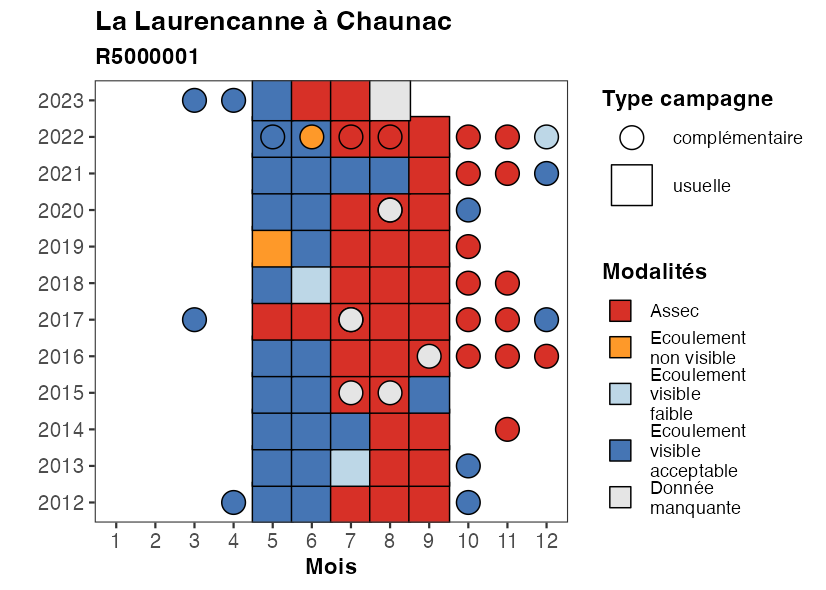 La Laurencanne à Chaunac
R5000001
2023
2022
2021
2020
2019
2018
2017
2016
2015
2014
2013
2012
1 2 3 4 5 6 7 8 9 10 11 12
Mois
Type campagne
complémentaire
usuelle
Modalités
Assec
Ecoulement
non visible
Ecoulement
visible
faible
Ecoulement
visible
acceptable
Donnée
manquante